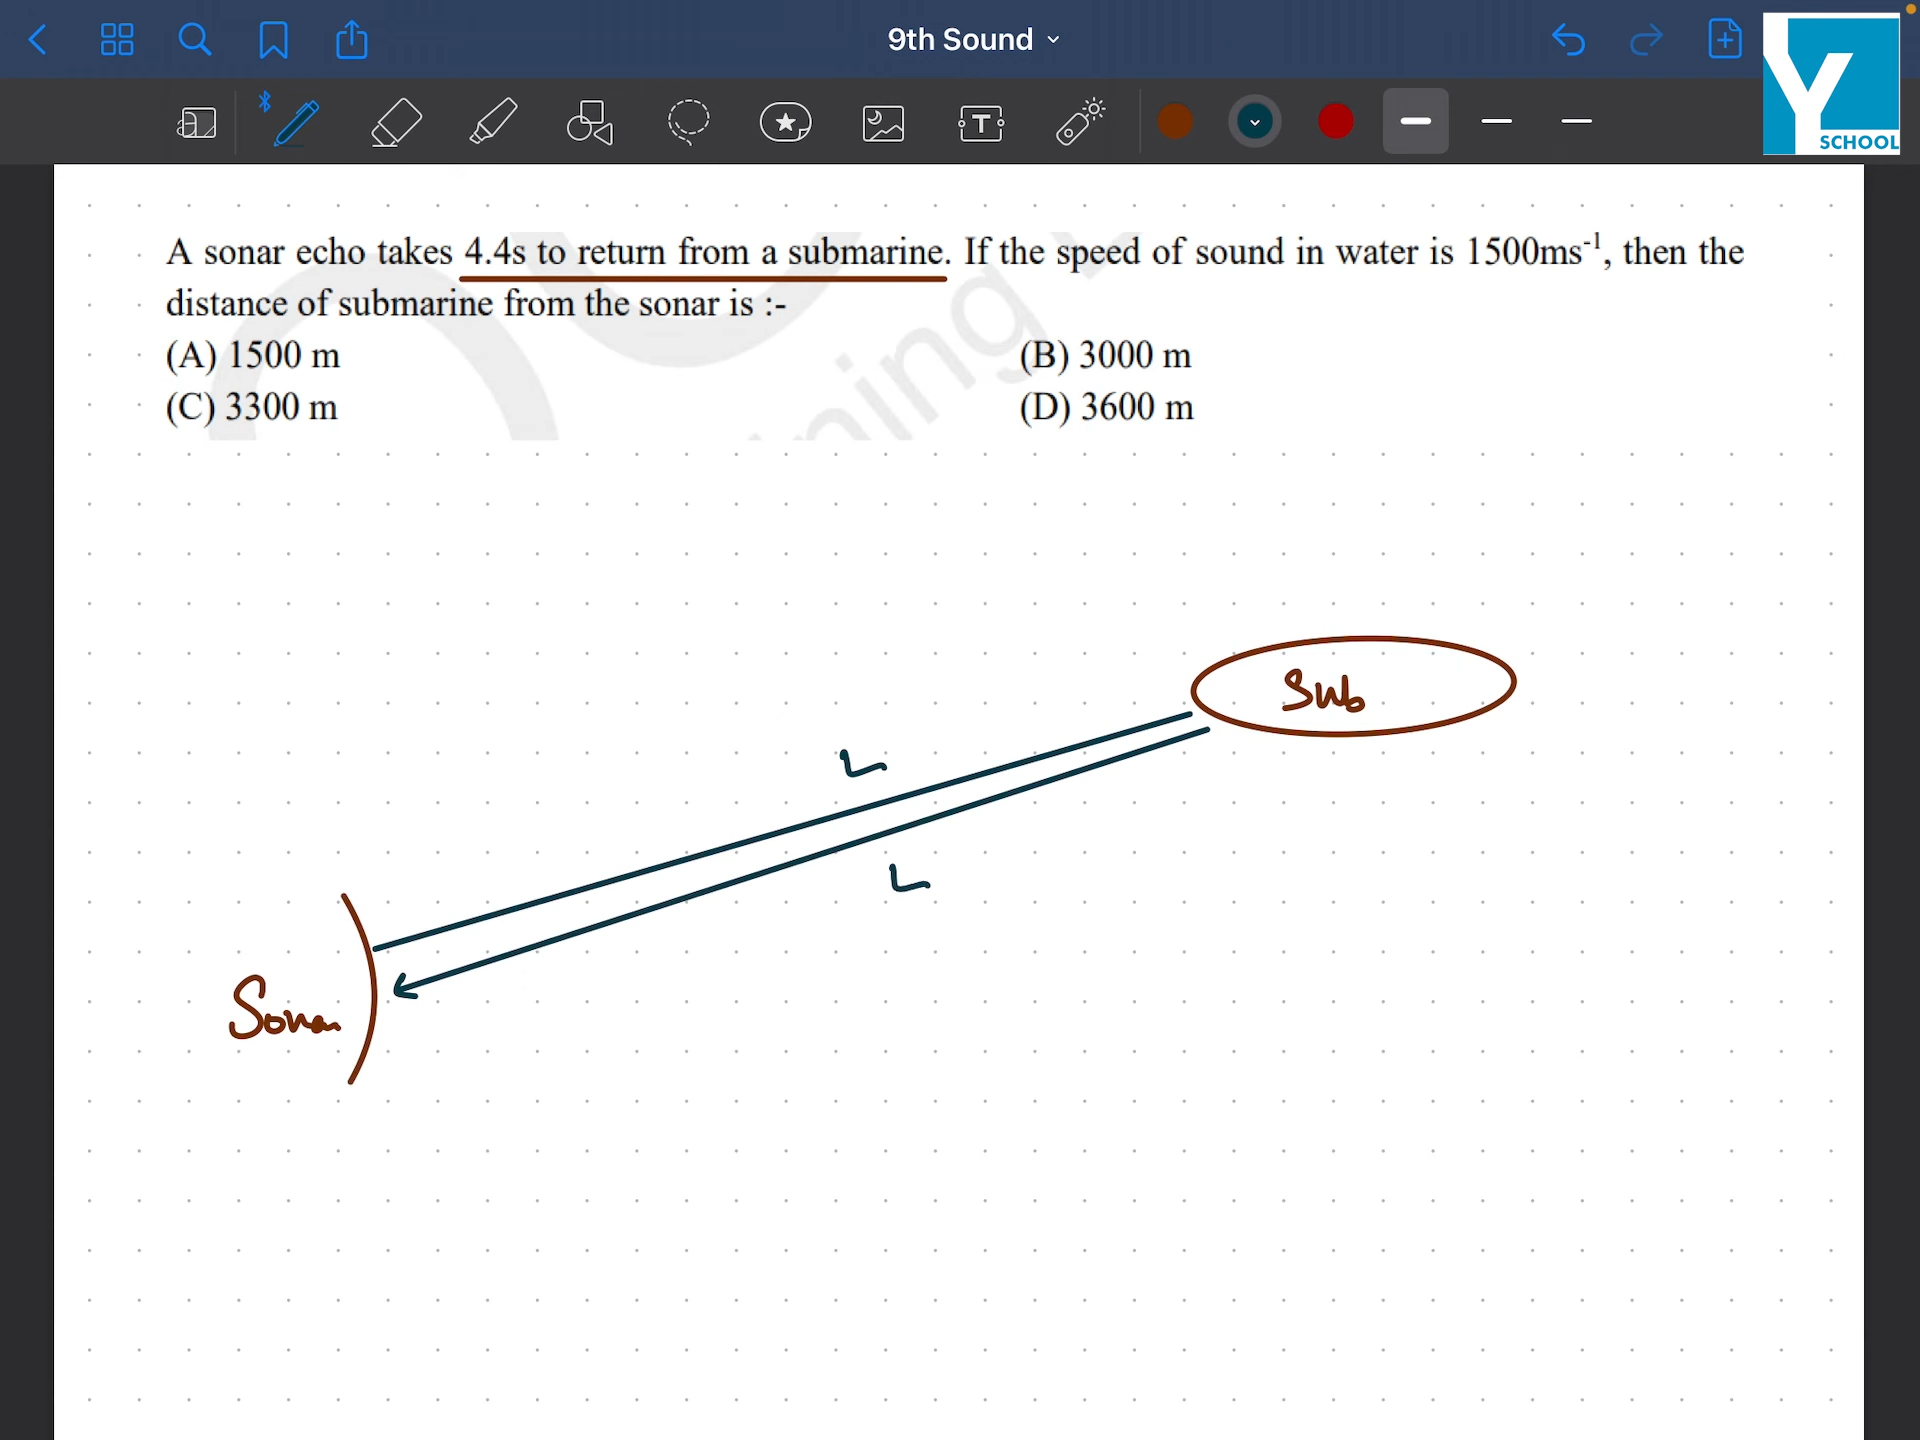 9th Sound
Y SCHOOL
A sonar echo takes 4.4s to return from a submarine. If the speed of sound in water is 1500ms⁻¹, then the
distance of submarine from the sonar is :-
(A) 1500 m (B) 3000 m
(C) 3300 m (D) 3600 m
ning
Sub
L
L
Sonar